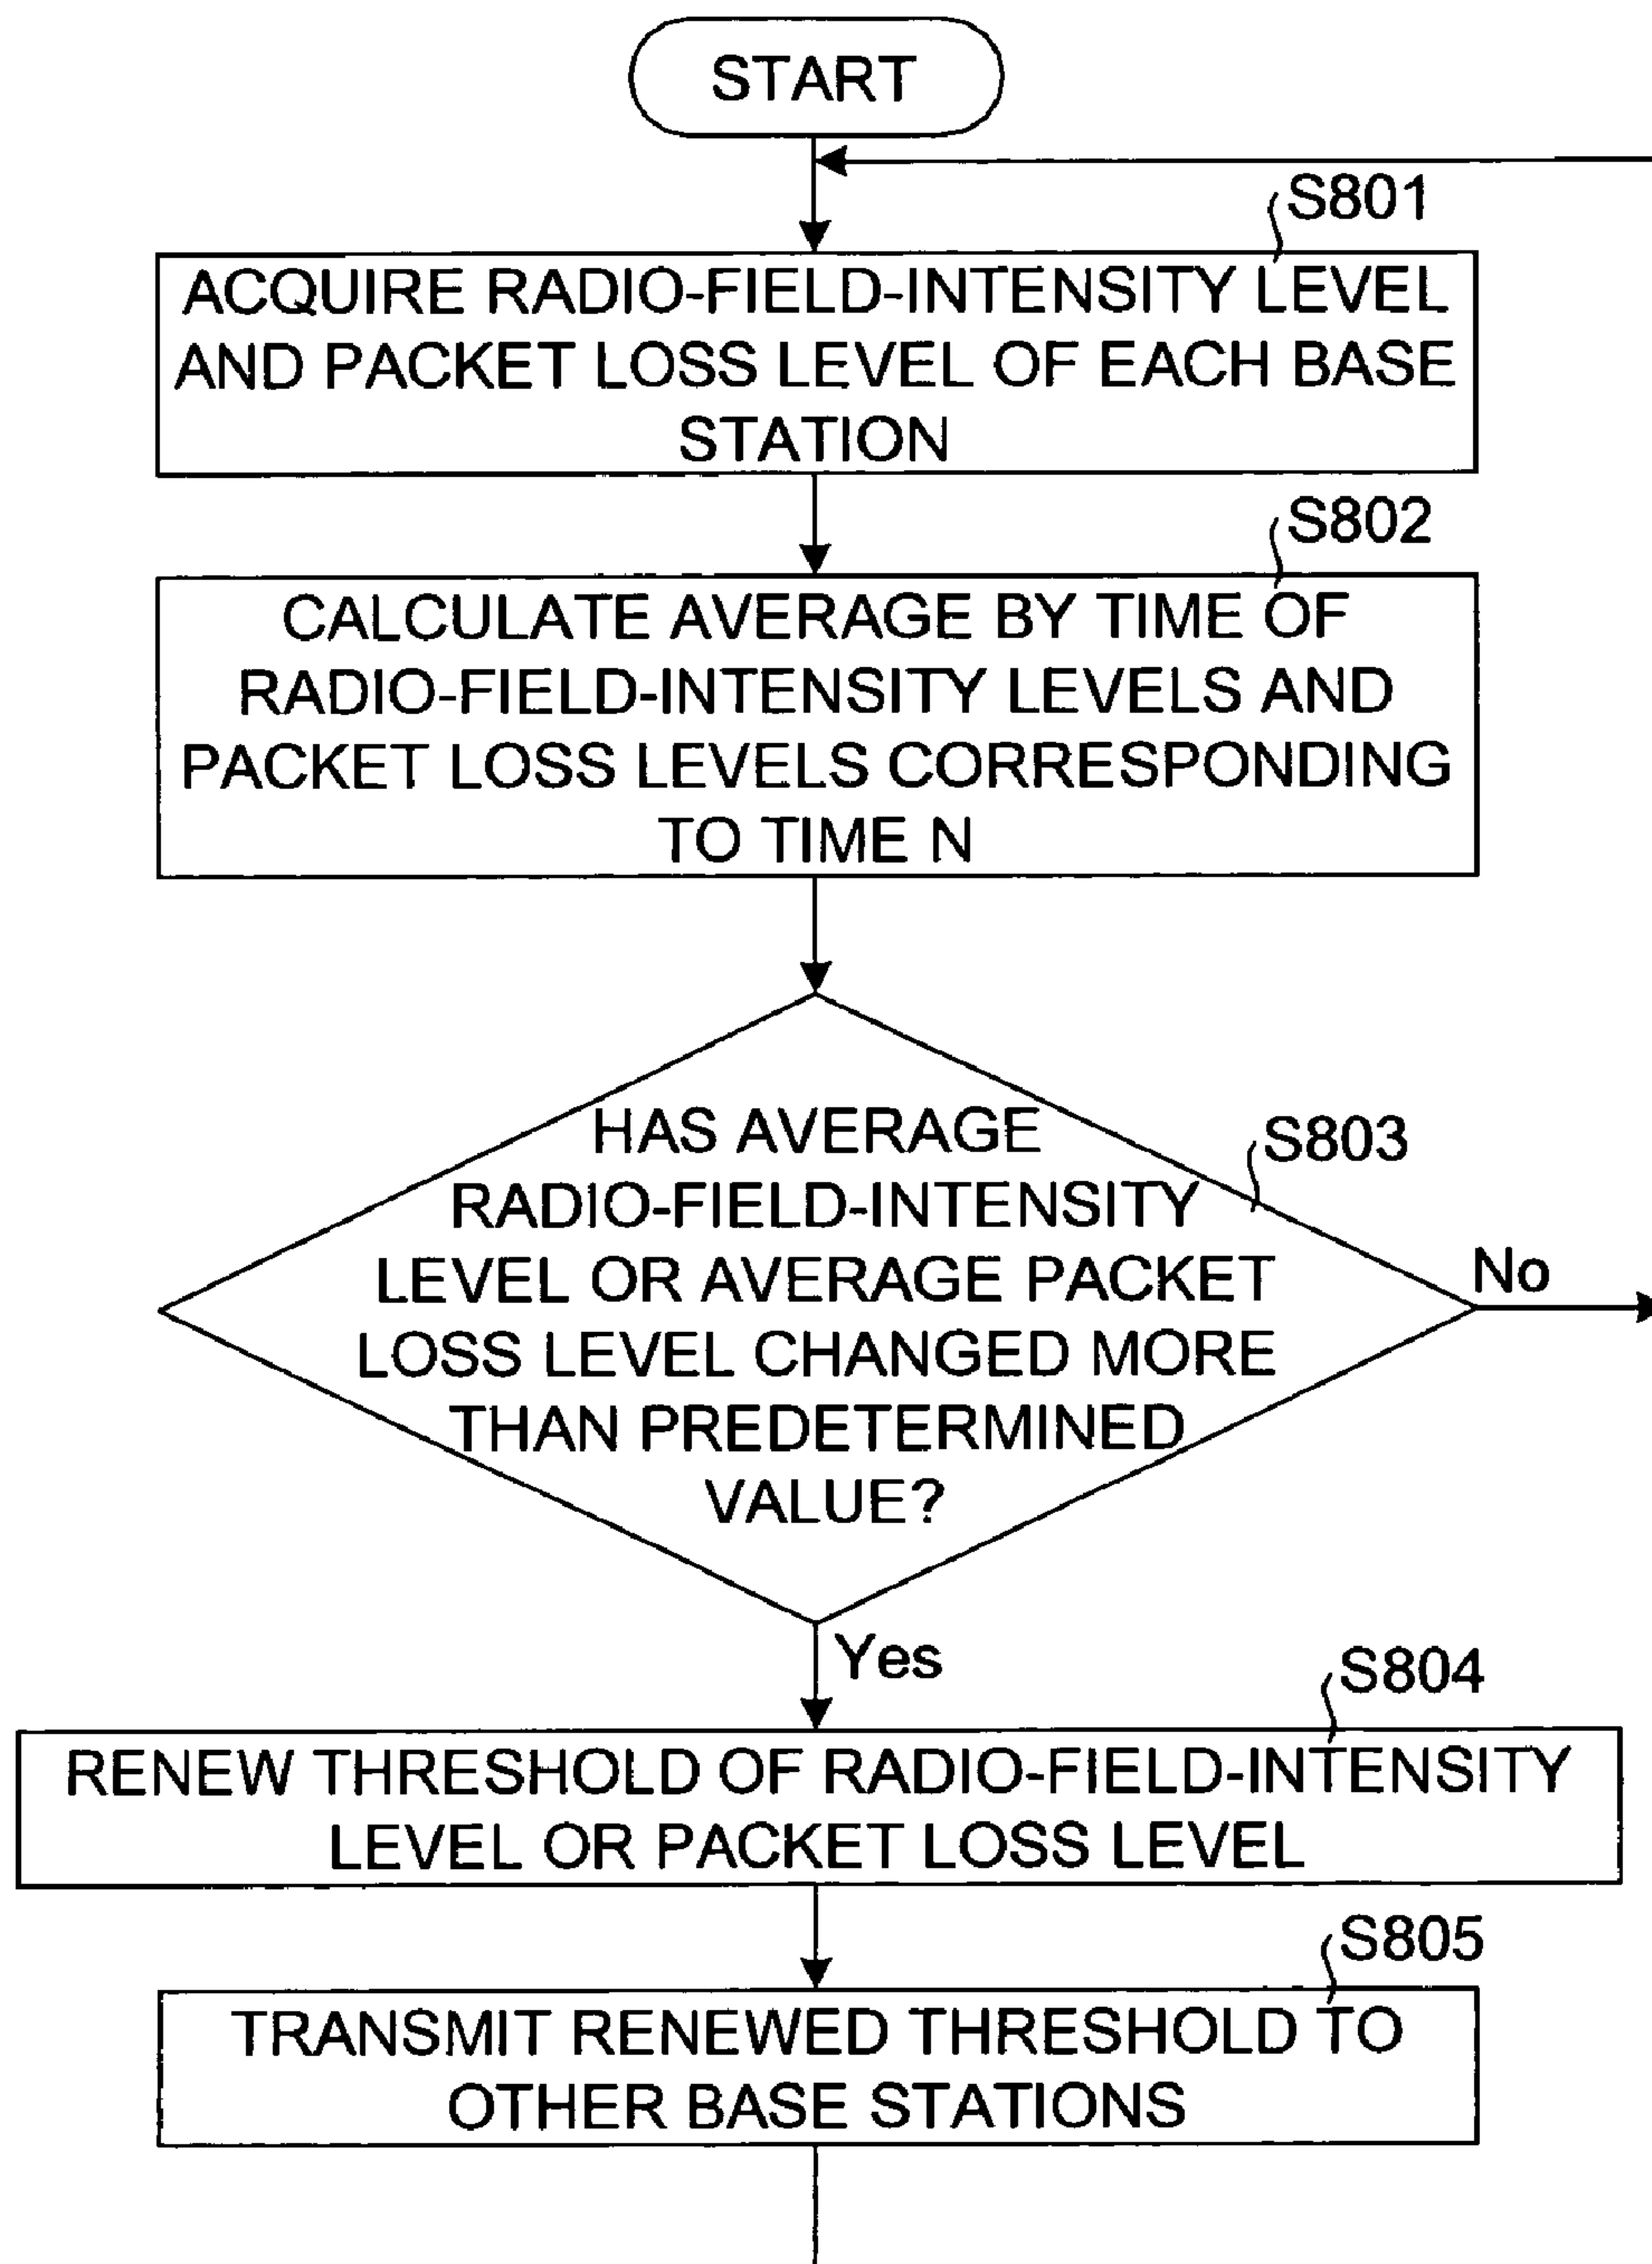 START
S801
ACQUIRE RADIO-FIELD-INTENSITY LEVEL
AND PACKET LOSS LEVEL OF EACH BASE
STATION
S802
CALCULATE AVERAGE BY TIME OF
RADIO-FIELD-INTENSITY LEVELS AND
PACKET LOSS LEVELS CORRESPONDING
TO TIME N
HAS AVERAGE
S803
RADIO-FIELD-INTENSITY
LEVEL OR AVERAGE PACKET
No
LOSS LEVEL CHANGED MORE
THAN PREDETERMINED
VALUE?
Yes
S804
RENEW THRESHOLD OF RADIO-FIELD-INTENSITY
LEVEL OR PACKET LOSS LEVEL
S805
TRANSMIT RENEWED THRESHOLD TO
OTHER BASE STATIONS